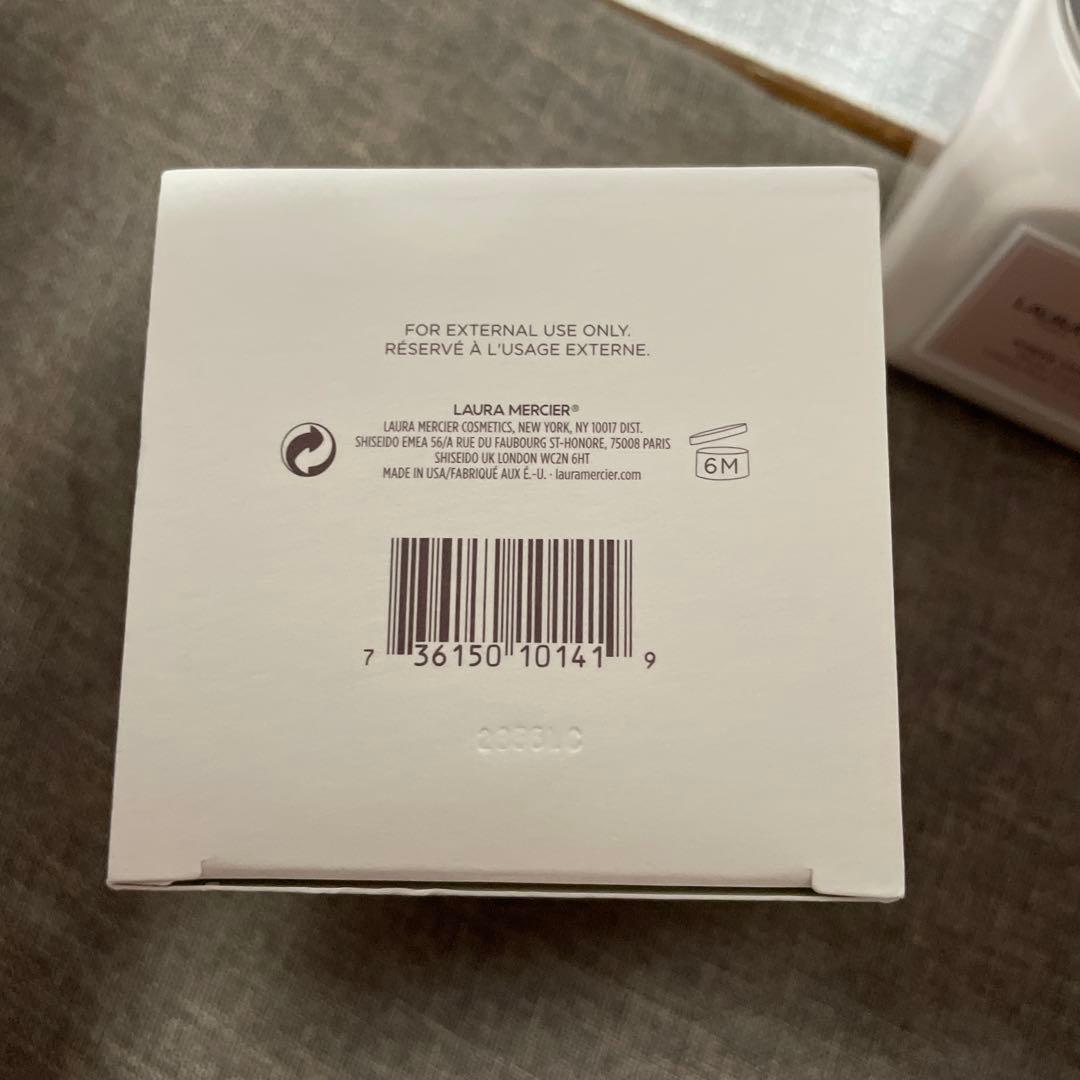 FOR EXTERNAL USE ONLY.
RÉSERVÉ À L'USAGE EXTERNE.
LAURA MERCIER®
LAURA MERCIER COSMETICS, NEW YORK, NY 10017 DIST.
SHISEIDO EMEA 56/A RUE DU FAUBOURG ST-HONORE, 75008 PARIS
SHISEIDO UK LONDON WC2N 6HT
MADE IN USA/FABRIQUÉ AUX É.-U. · lauramercier.com
6M
7 36150 10141 9